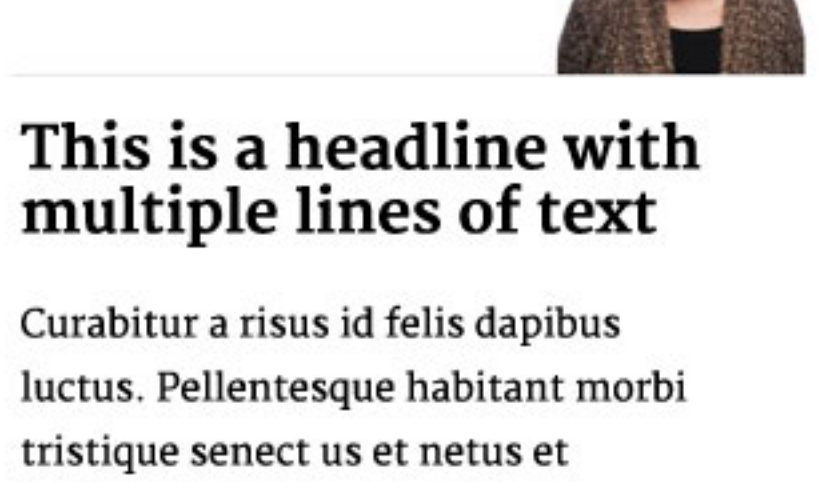 This is a headline with
multiple lines of text
Curabitur a risus id felis dapibus
luctus. Pellentesque habitant morbi
tristique senect us et netus et